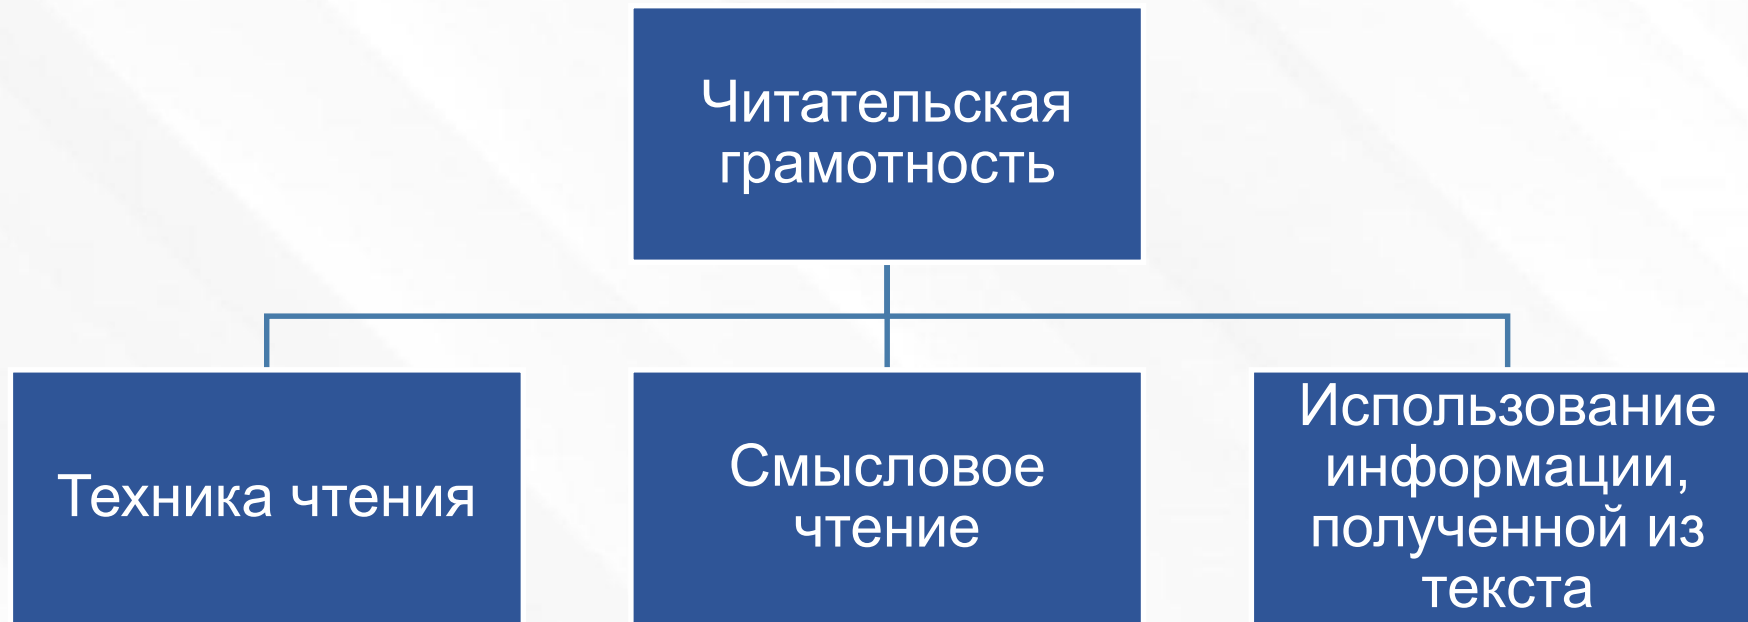 Читательская
грамотность
Техника чтения
Смысловое
чтение
Использование
информации,
полученной из
текста